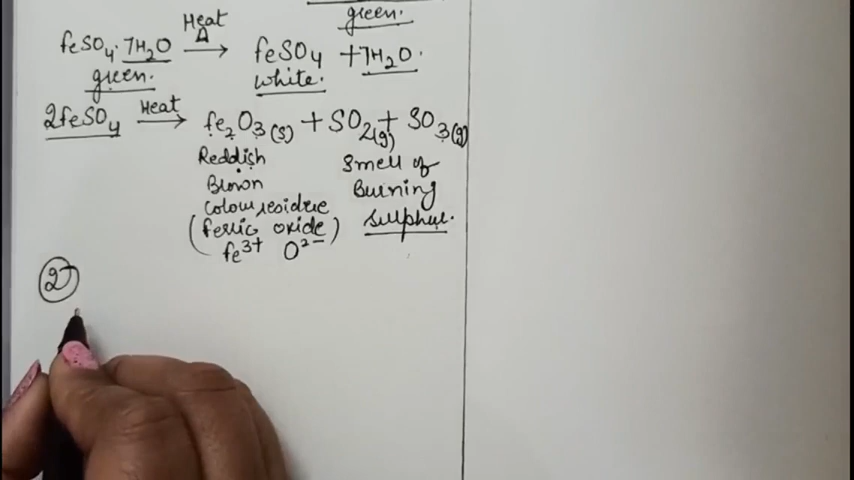 green.
Heat
Δ
FeSO4.7H2O → FeSO4 + 7H2O.
green. white.
2FeSO4 Heat → Fe2O3(s) + SO2(g) + SO3(g)
Reddish Smell of
Brown Burning
Colour residue Sulphur.
(ferric oxide)
Fe3+ O2−
2